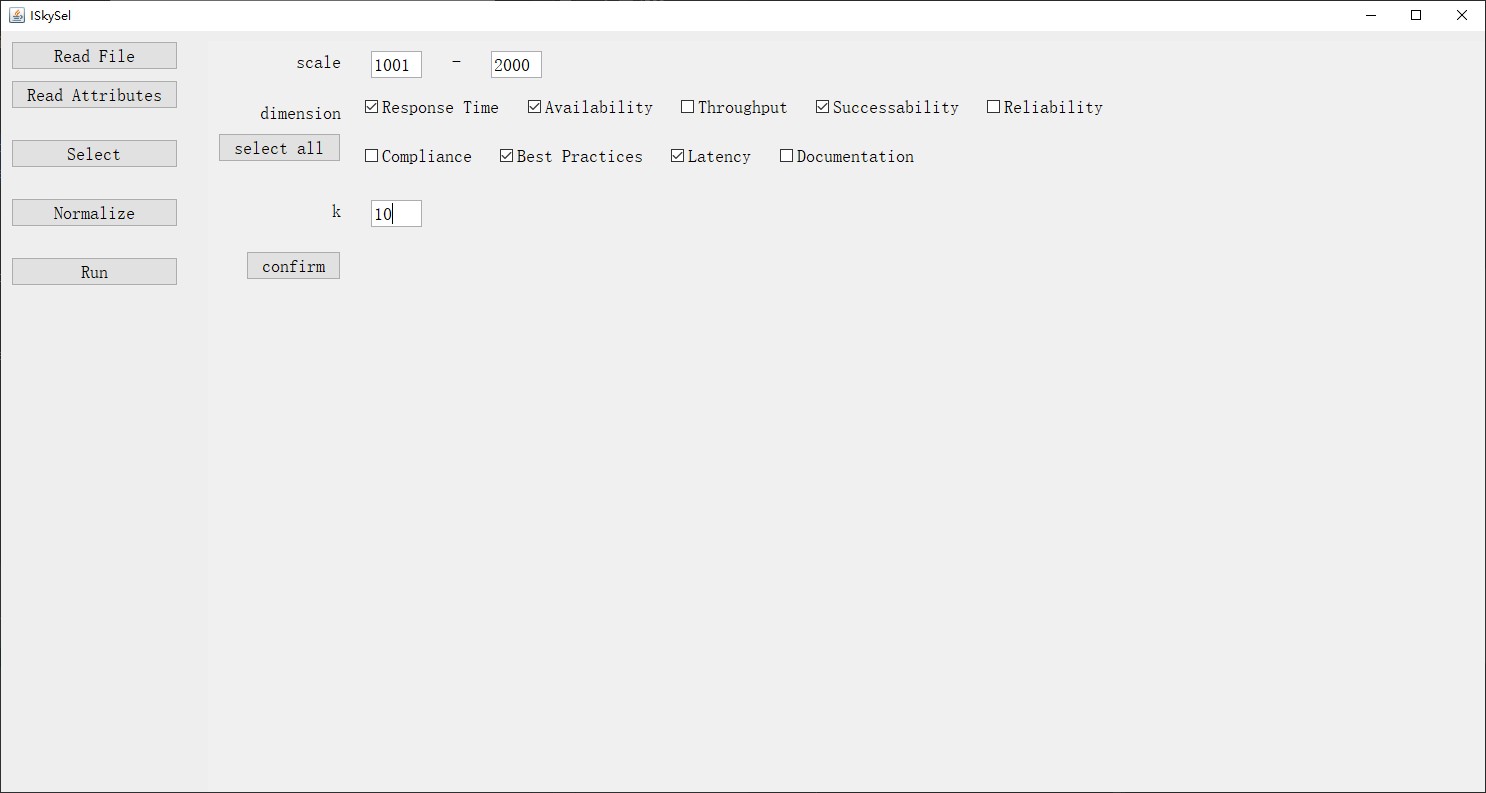 ISkySel
Read File
Read Attributes
Select
Normalize
Run
scale 1001 - 2000
dimension Response Time Availability Throughput Successability Reliability
select all Compliance Best Practices Latency Documentation
k 10
confirm